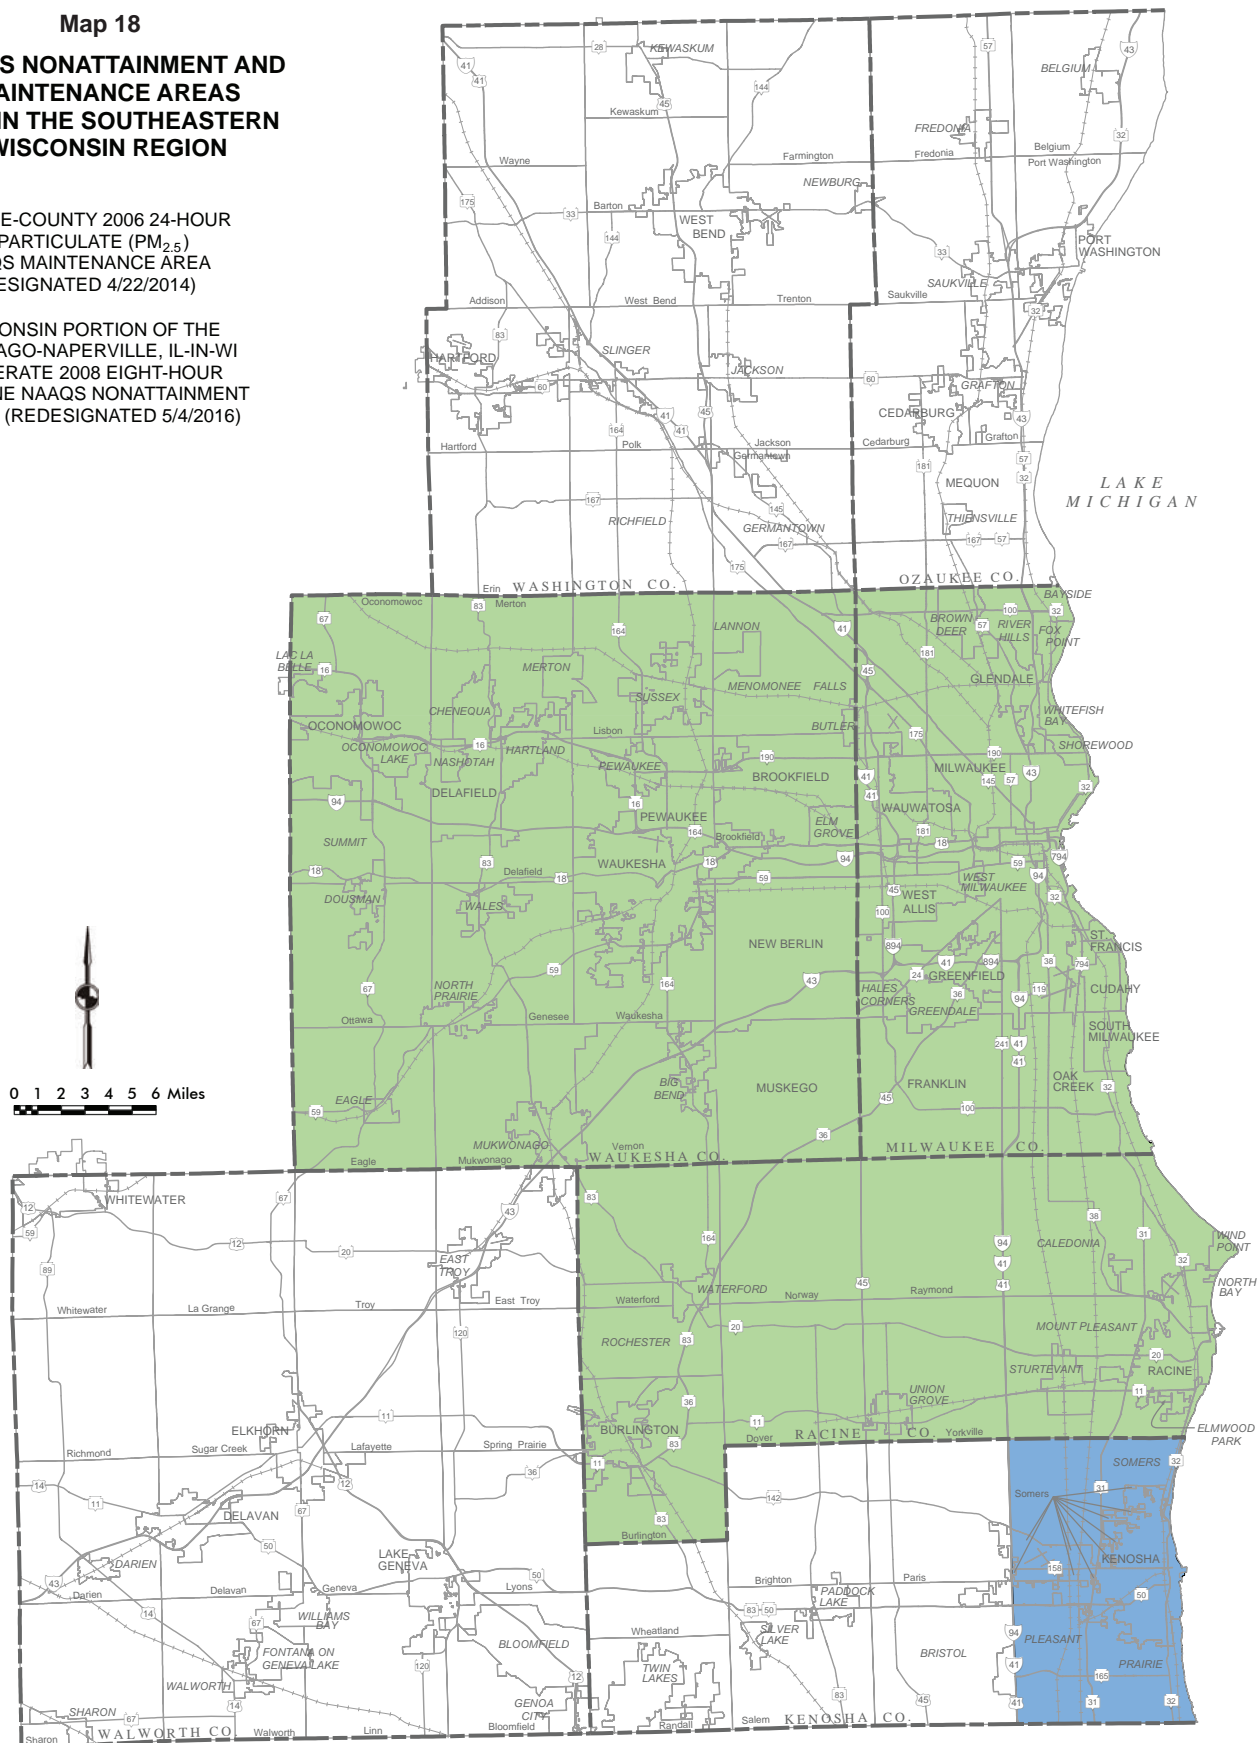 Map 18
S NONATTAINMENT AND
AINTENANCE AREAS
IN THE SOUTHEASTERN
WISCONSIN REGION
E-COUNTY 2006 24-HOUR
PARTICULATE (PM2.5)
QS MAINTENANCE AREA
ESIGNATED 4/22/2014)
ONSIN PORTION OF THE
AGO-NAPERVILLE, IL-IN-WI
ERATE 2008 EIGHT-HOUR
NE NAAQS NONATTAINMENT
(REDESIGNATED 5/4/2016)
KEWASKUM
BELGIUM
Kewaskum
FREDONIA
Wayne
Farmington
Fredonia
Belgium
Port Washington
NEWBURG
Barton
WEST
BEND
PORT
WASHINGTON
SAUKVILLE
Addison
West Bend
Trenton
Saukville
HARTFORD
SLINGER
JACKSON
GRAFTON
CEDARBURG
Hartford
Polk
Jackson
Germantown
Cedarburg
Grafton
MEQUON
LAKE
MICHIGAN
RICHFIELD
GERMANTOWN
THIENSVILLE
Erin
WASHINGTON CO.
OZAUKEE CO.
Oconomowoc
Merton
BAYSIDE
LANNON
BROWN
DEER
RIVER
HILLS
FOX
POINT
LAC LA
BELLE
MERTON
GLENDALE
SUSSEX
MENOMONEE FALLS
CHENEQUA
WHITEFISH
BAY
OCONOMOWOC
Lisbon
BUTLER
OCONOMOWOC
LAKE
NASHOTAH
HARTLAND
SHOREWOOD
PEWAUKEE
BROOKFIELD
MILWAUKEE
DELAFIELD
WAUWATOSA
PEWAUKEE
ELM
GROVE
SUMMIT
Brookfield
WAUKESHA
Delafield
WEST
MILWAUKEE
DOUSMAN
WALES
WEST
ALLIS
NEW BERLIN
ST.
FRANCIS
GREENFIELD
NORTH
PRAIRIE
HALES
CORNERS
GREENDALE
CUDAHY
Ottawa
Genesee
Waukesha
SOUTH
MILWAUKEE
BIG
BEND
MUSKEGO
FRANKLIN
OAK
CREEK
EAGLE
MUKWONAGO
Vernon
Eagle
Mukwonago
WAUKESHA CO.
MILWAUKEE CO.
0 1 2 3 4 5 6 Miles
WHITEWATER
EAST
TROY
CALEDONIA
WIND
POINT
WATERFORD
NORTH
BAY
Whitewater
La Grange
Troy
East Troy
Waterford
Norway
Raymond
ROCHESTER
MOUNT PLEASANT
STURTEVANT
RACINE
UNION
GROVE
ELKHORN
BURLINGTON
Dover
RACINE CO.
Yorkville
ELMWOOD
PARK
Richmond
Sugar Creek
Lafayette
Spring Prairie
SOMERS
Somers
DELAVAN
Burlington
DARIEN
LAKE
GENEVA
KENOSHA
Darien
Delavan
Geneva
Lyons
Brighton
Paris
PADDOCK
LAKE
WILLIAMS
BAY
Wheatland
SILVER
LAKE
BRISTOL
PLEASANT
PRAIRIE
FONTANA ON
GENEVA LAKE
BLOOMFIELD
TWIN
LAKES
WALWORTH
SHARON
GENOA
CITY
Sharon
WALWORTH CO.
Walworth
Linn
Bloomfield
Randall
Salem
KENOSHA CO.